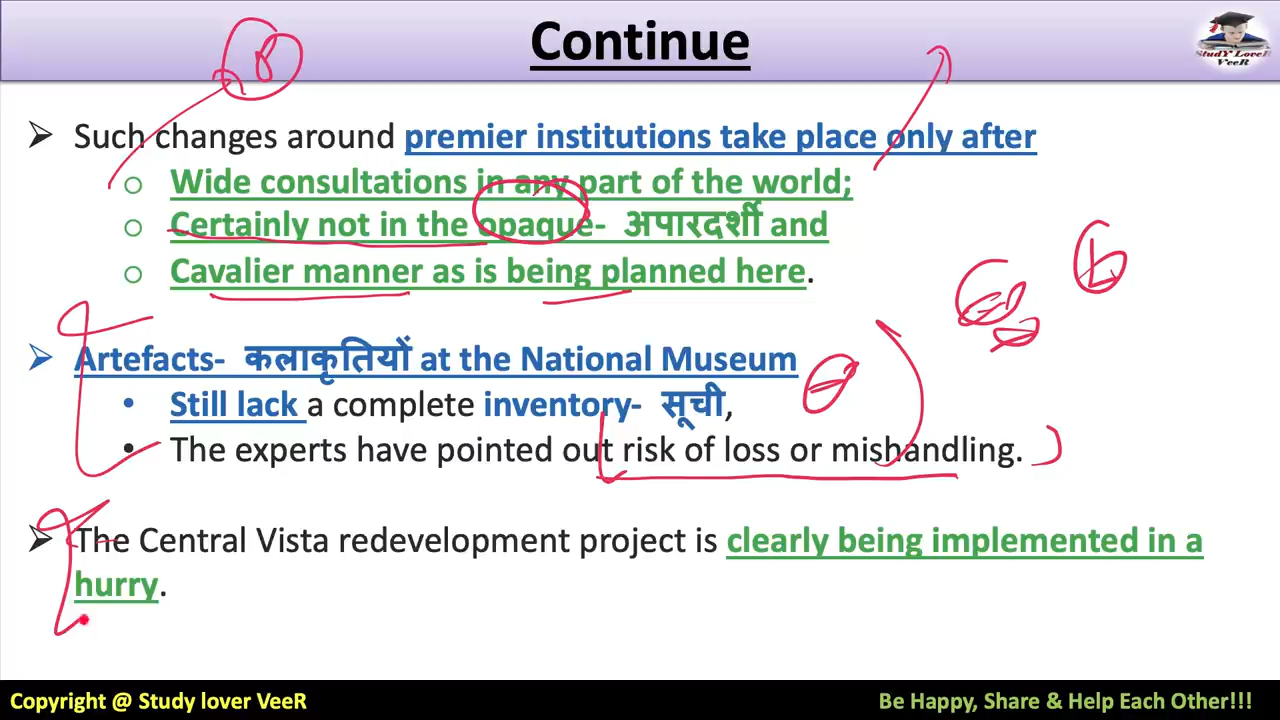 Continue
StudY LoveR
VeeR
Such changes around premier institutions take place only after
Wide consultations in any part of the world;
Certainly not in the opaque- अपारदर्शी and
Cavalier manner as is being planned here.
Artefacts- कलाकृतियों at the National Museum
Still lack a complete inventory- सूची,
The experts have pointed out risk of loss or mishandling.
The Central Vista redevelopment project is clearly being implemented in a
hurry.
Copyright @ Study lover VeeR
Be Happy, Share & Help Each Other!!!